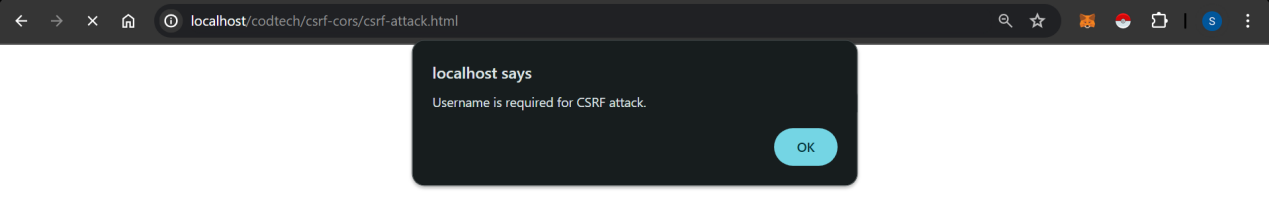 localhost/codtech/csrf-cors/csrf-attack.html
S
localhost says
Username is required for CSRF attack.
OK